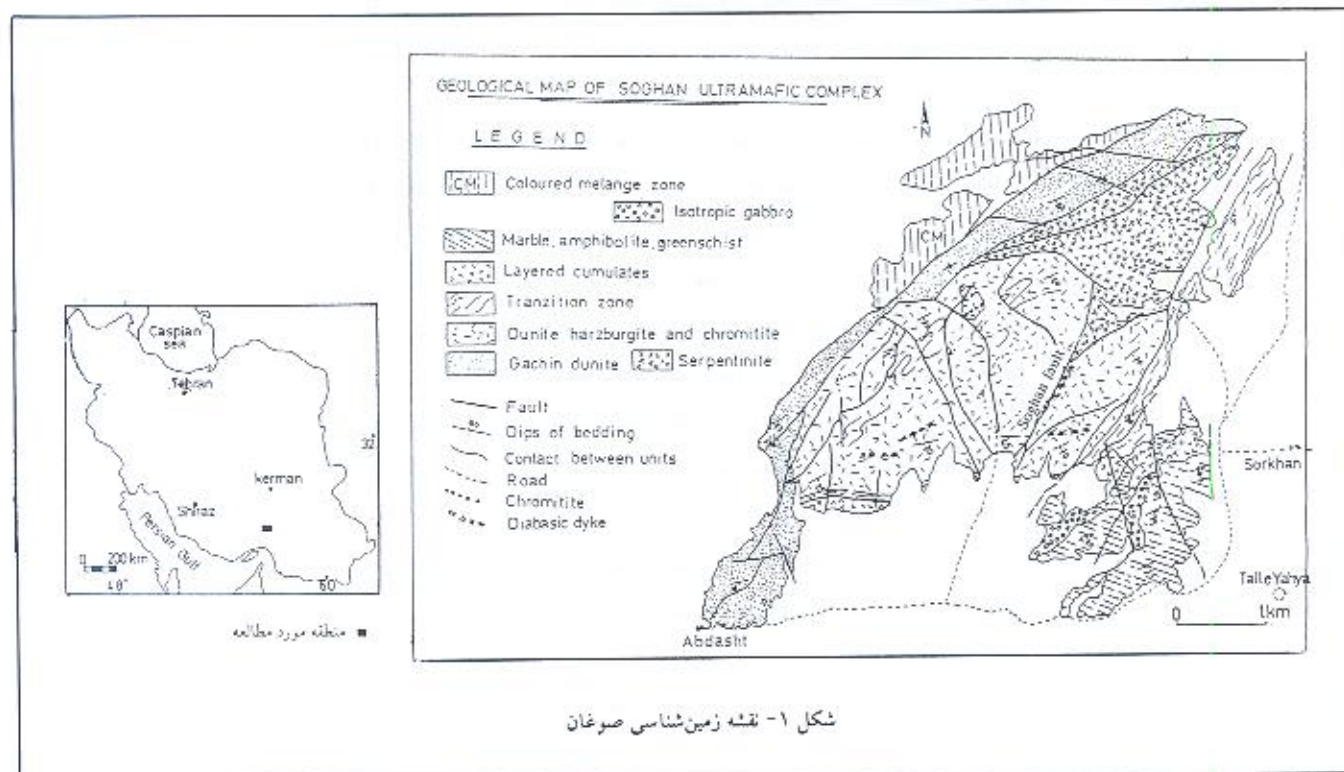 GEOLOGICAL MAP OF SOGHAN ULTRAMAFIC COMPLEX
N
LEGEND
CM Coloured melange zone
Isotropic gabbro
Marble, amphibolite, greenschist
Layered cumulates
Tranzition zone
Dunite harzburgite and chromitite
Gachin dunite
Serpentinite
Fault
Dips of bedding
Contact between units
Road
Chromitite
Diabasic dyke
CM
Soghan fault
Sorkhan
Talle Yahya
0 1km
Abdasht
Caspian
sea
Tehran
32°
kerman
Shiraz
Persian Gulf
0 200 km
48°
60°
منطقه مورد مطالعه
شکل ۱- نقشه زمین‌شناسی صوغان